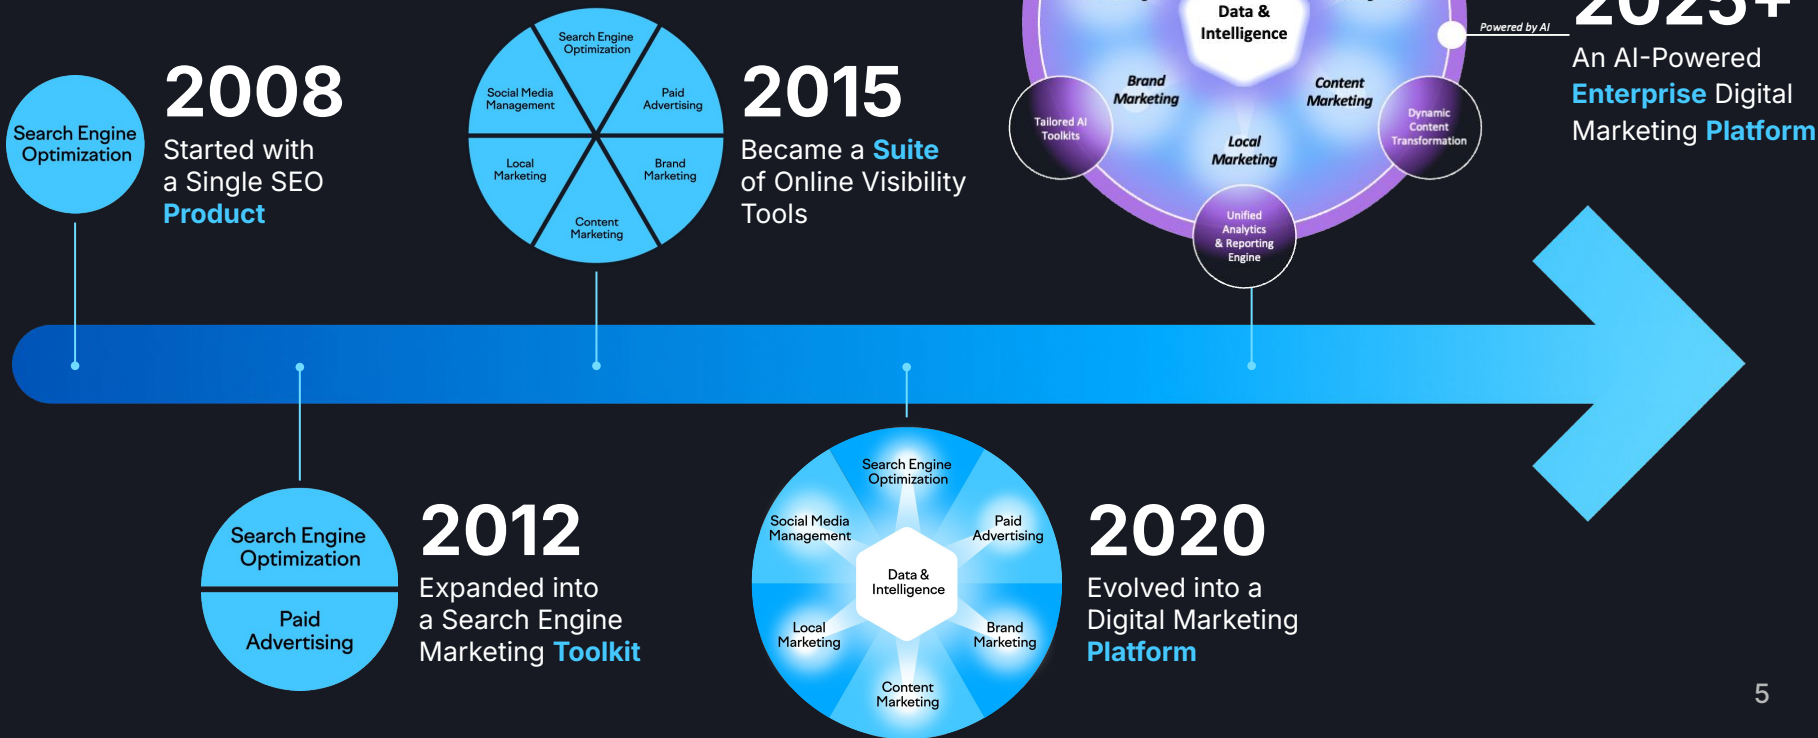 Search Engine
Optimization
2008
Started with
a Single SEO
Product
Search Engine
Optimization
Social Media
Management
Paid
Advertising
Local
Marketing
Brand
Marketing
Content
Marketing
2015
Became a Suite
of Online Visibility
Tools
Data &
Intelligence
Brand
Marketing
Content
Marketing
Local
Marketing
Tailored AI
Toolkits
Dynamic
Content
Transformation
Unified
Analytics
& Reporting
Engine
Powered by AI
2025+
An AI-Powered
Enterprise Digital
Marketing Platform
Search Engine
Optimization
Paid
Advertising
2012
Expanded into
a Search Engine
Marketing Toolkit
Search Engine
Optimization
Social Media
Management
Paid
Advertising
Data &
Intelligence
Local
Marketing
Brand
Marketing
Content
Marketing
2020
Evolved into a
Digital Marketing
Platform
5